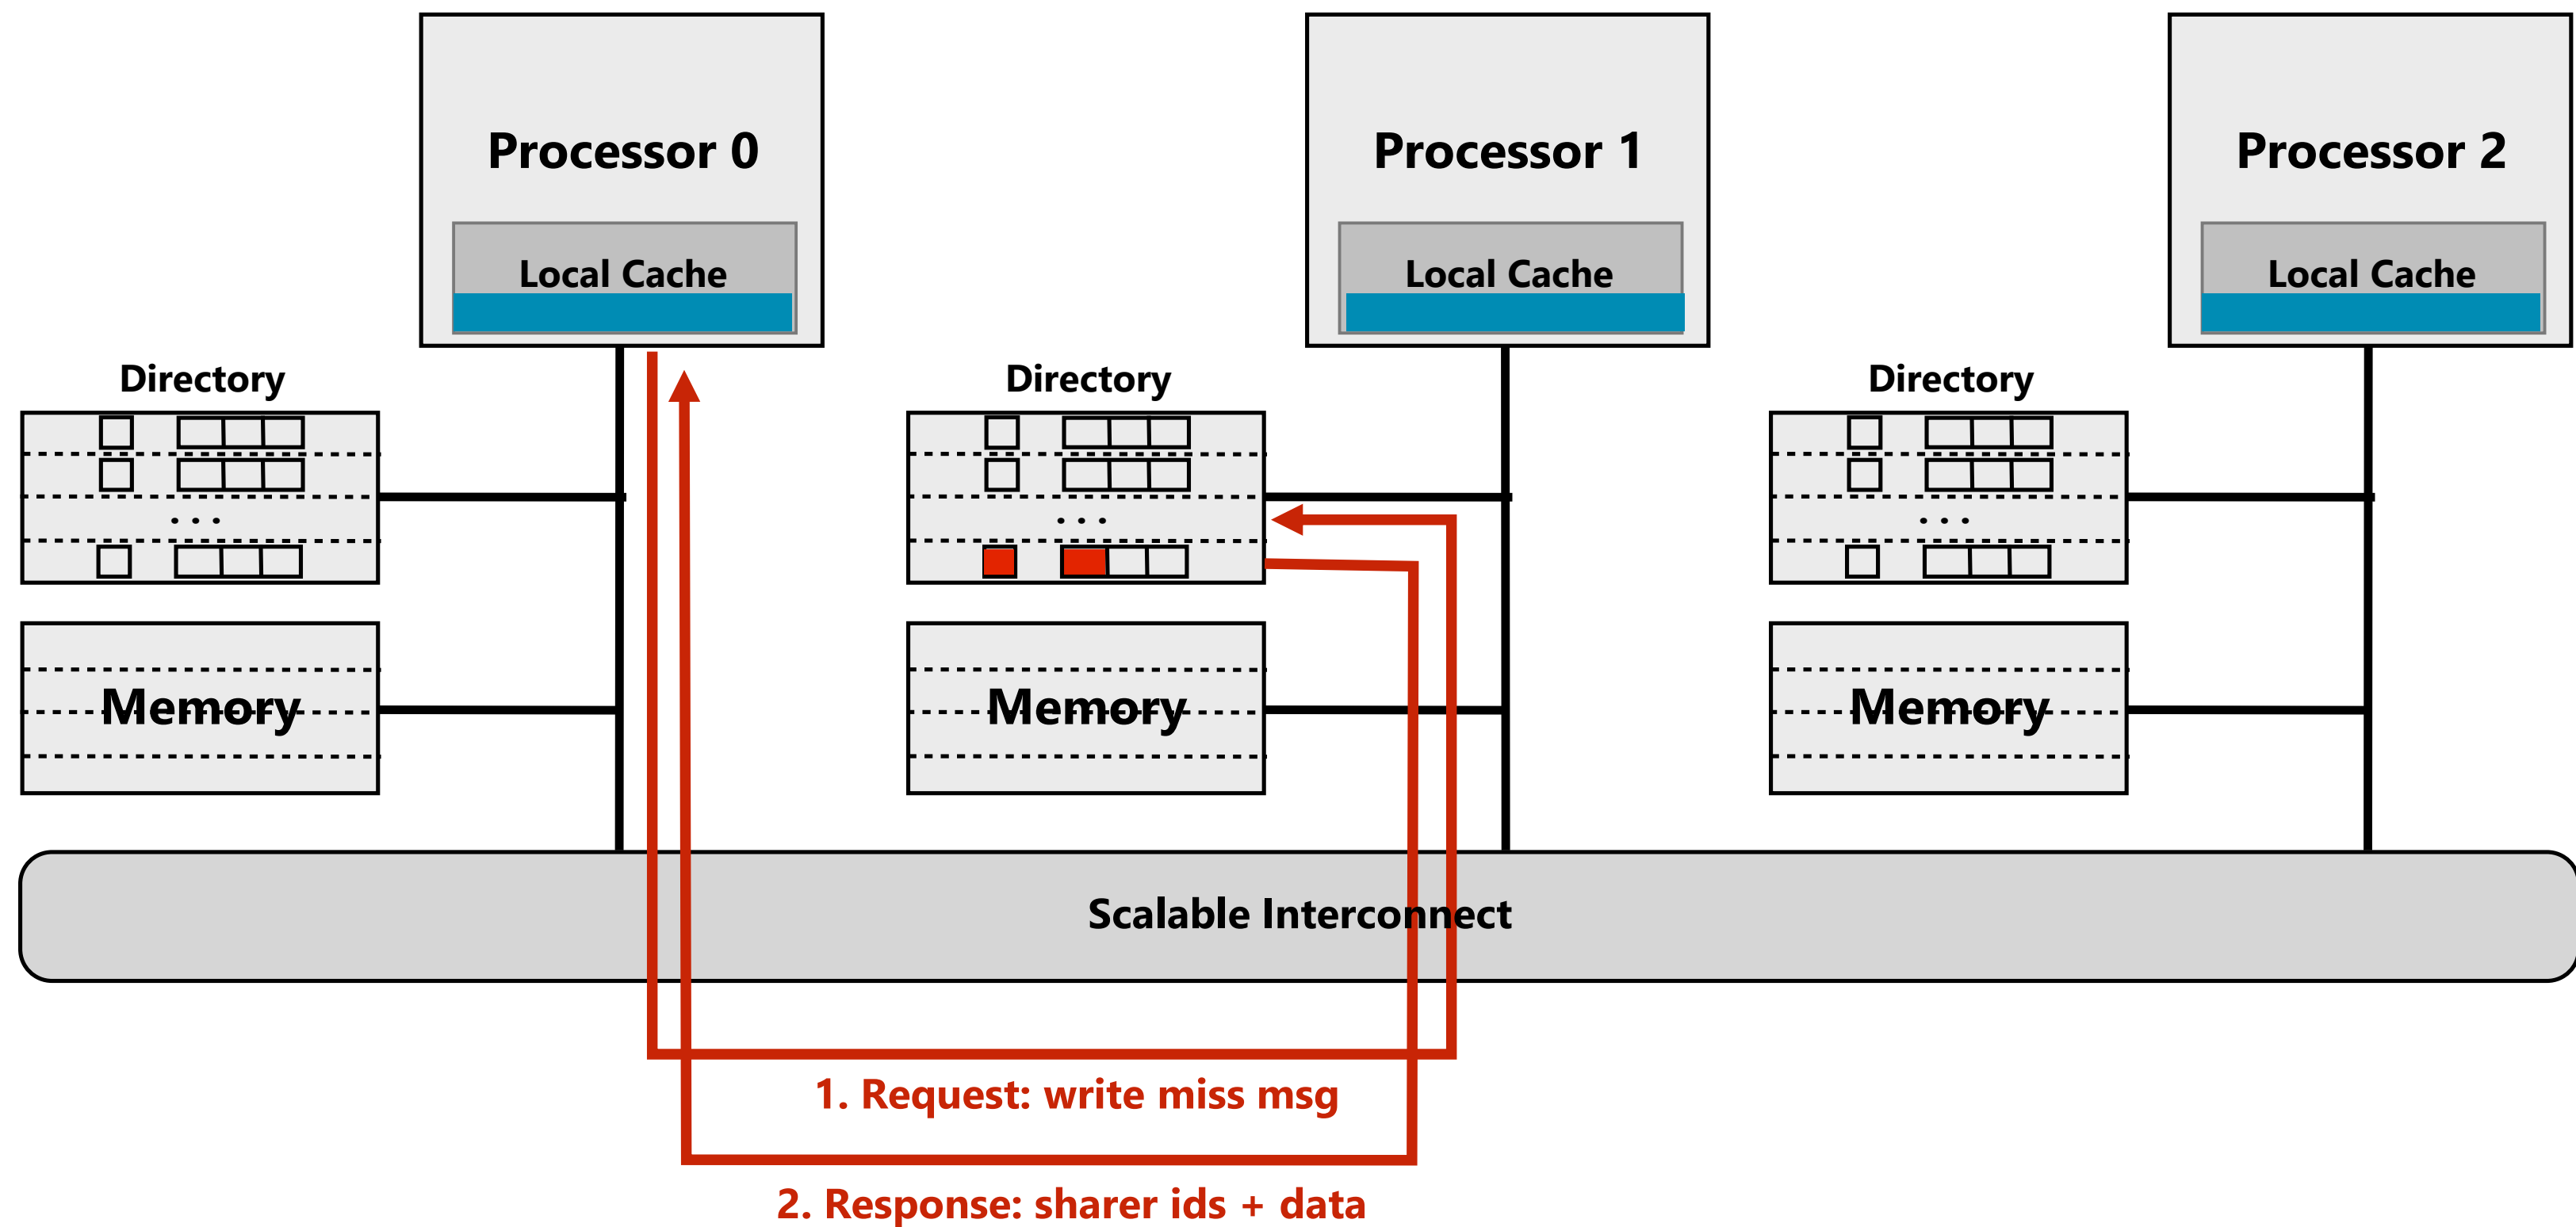 Processor 0
Processor 1
Processor 2
Local Cache
Local Cache
Local Cache
Directory
Directory
Directory
. . .
. . .
. . .
Memory
Memory
Memory
Scalable Interconnect
1. Request: write miss msg
2. Response: sharer ids + data